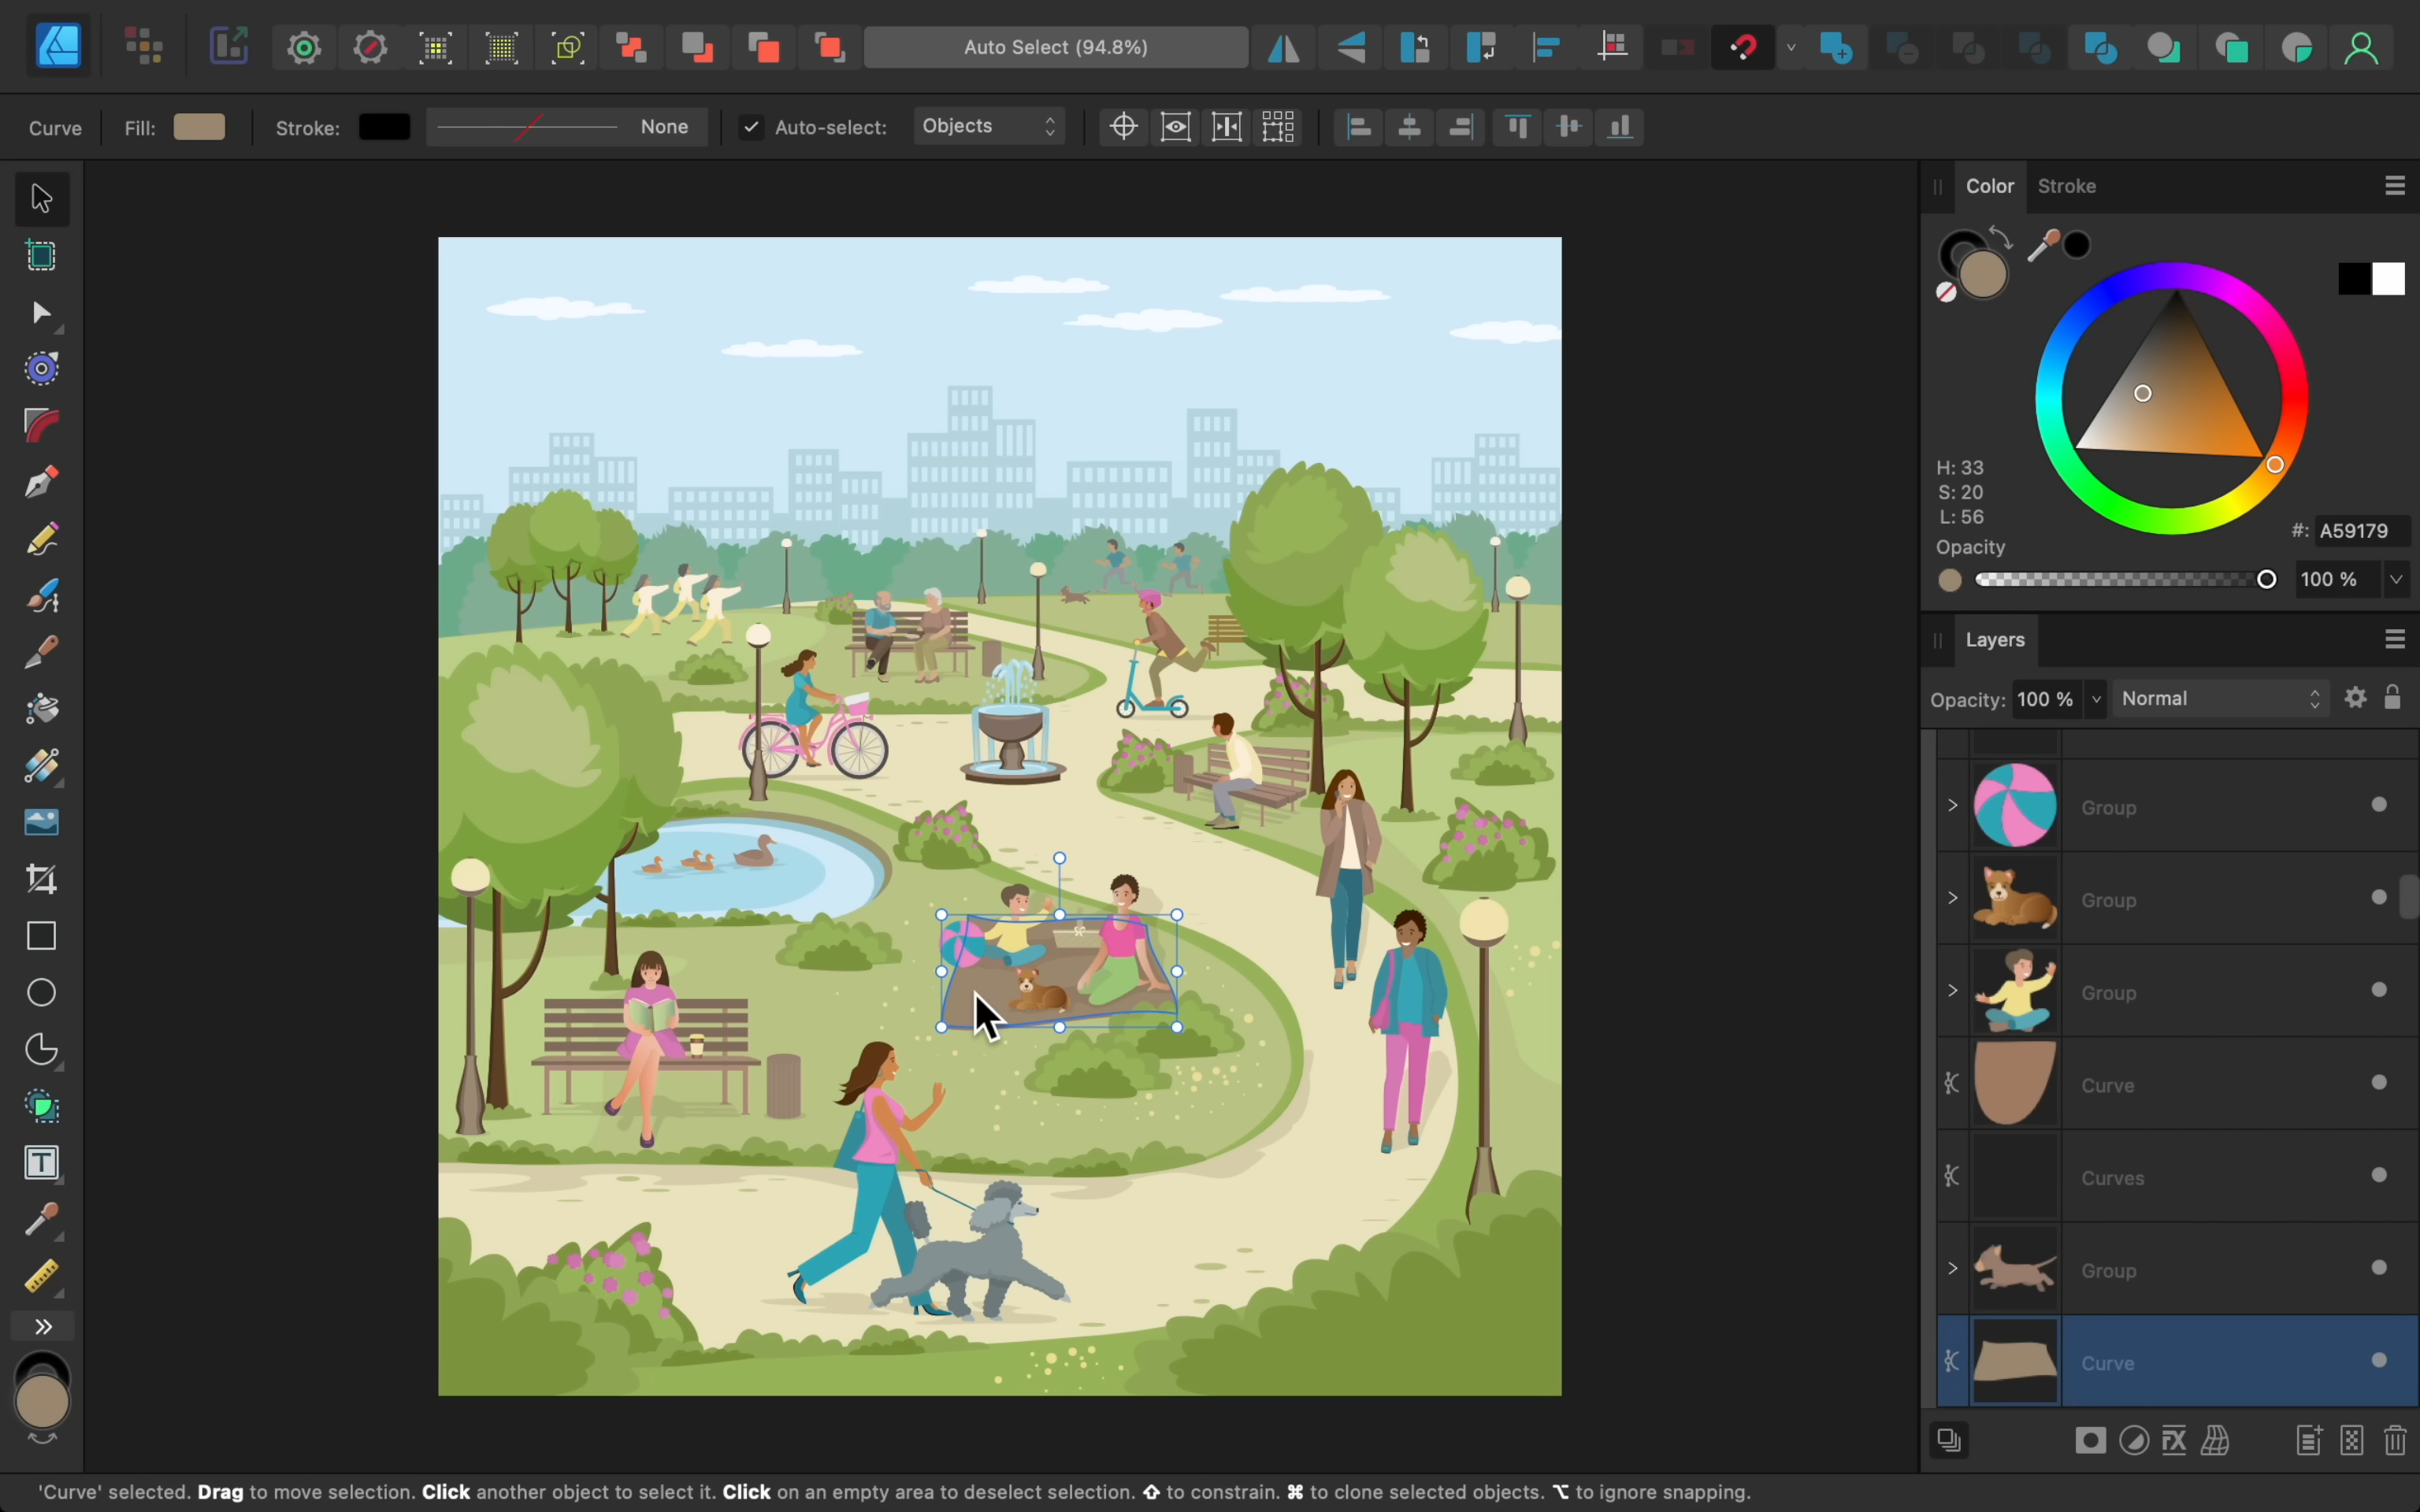 Auto Select (94.8%)
Curve
Fill:
Stroke:
None
Auto-select:
Objects
Color
Stroke
H: 33
S: 20
L: 56
#: A59179
Opacity
100 %
Layers
Opacity: 100 %
Normal
Group
Group
Group
Curve
Curves
Group
Curve
T
FX
'Curve' selected. Drag to move selection. Click another object to select it. Click on an empty area to deselect selection. ⇧ to constrain. ⌘ to clone selected objects. ⌥ to ignore snapping.